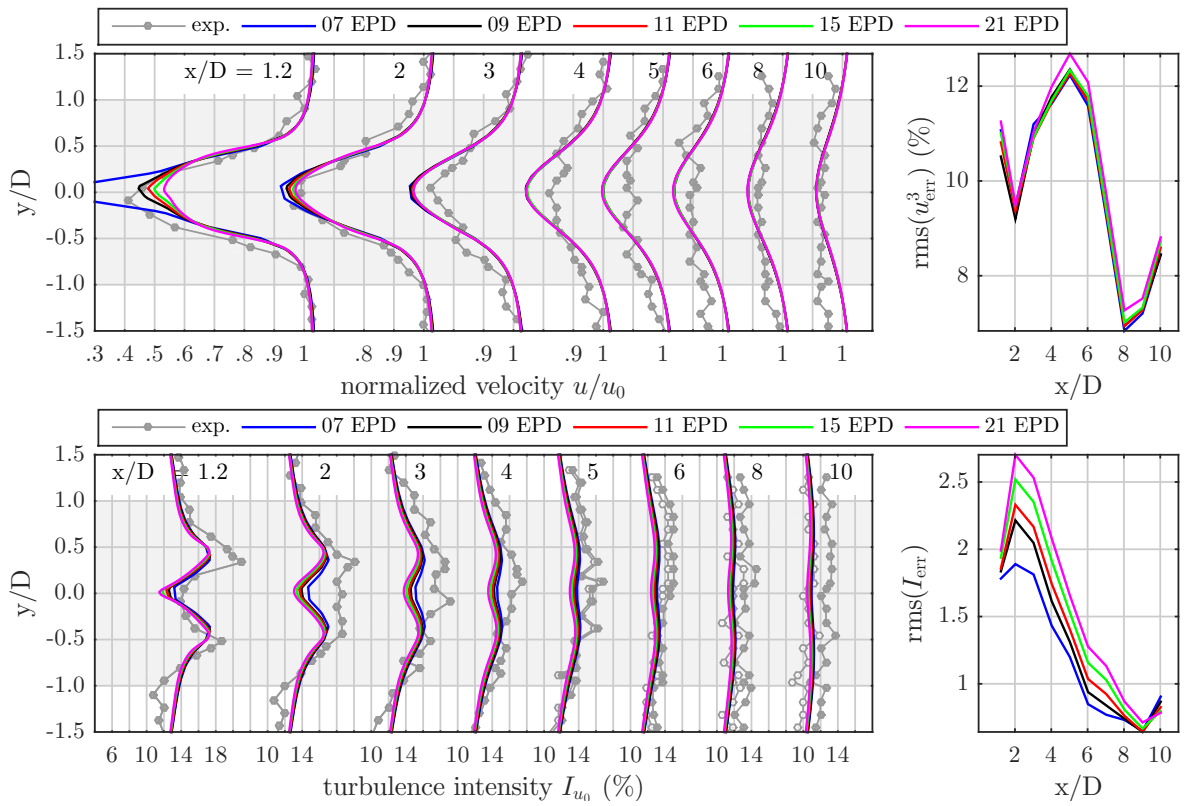 exp. 07 EPD 09 EPD 11 EPD 15 EPD 21 EPD
x/D = 1.2 2 3 4 5 6 8 10
1.5
1.0
0.5
0.0
-0.5
-1.0
-1.5
y/D
.3 .4 .5 .6 .7 .8 .9 1 .8 .9 1 .9 1 .9 1 1 1 1 1
normalized velocity u/u₀
12
10
8
rms(u³err) (%)
2 4 6 8 10
x/D
exp. 07 EPD 09 EPD 11 EPD 15 EPD 21 EPD
x/D = 1.2 2 3 4 5 6 8 10
1.5
1.0
0.5
0.0
-0.5
-1.0
-1.5
y/D
6 10 14 18 10 14 10 14 10 14 10 14 10 14 10 14 10 14
turbulence intensity Iu₀ (%)
2.5
2
1.5
1
rms(Ierr)
2 4 6 8 10
x/D